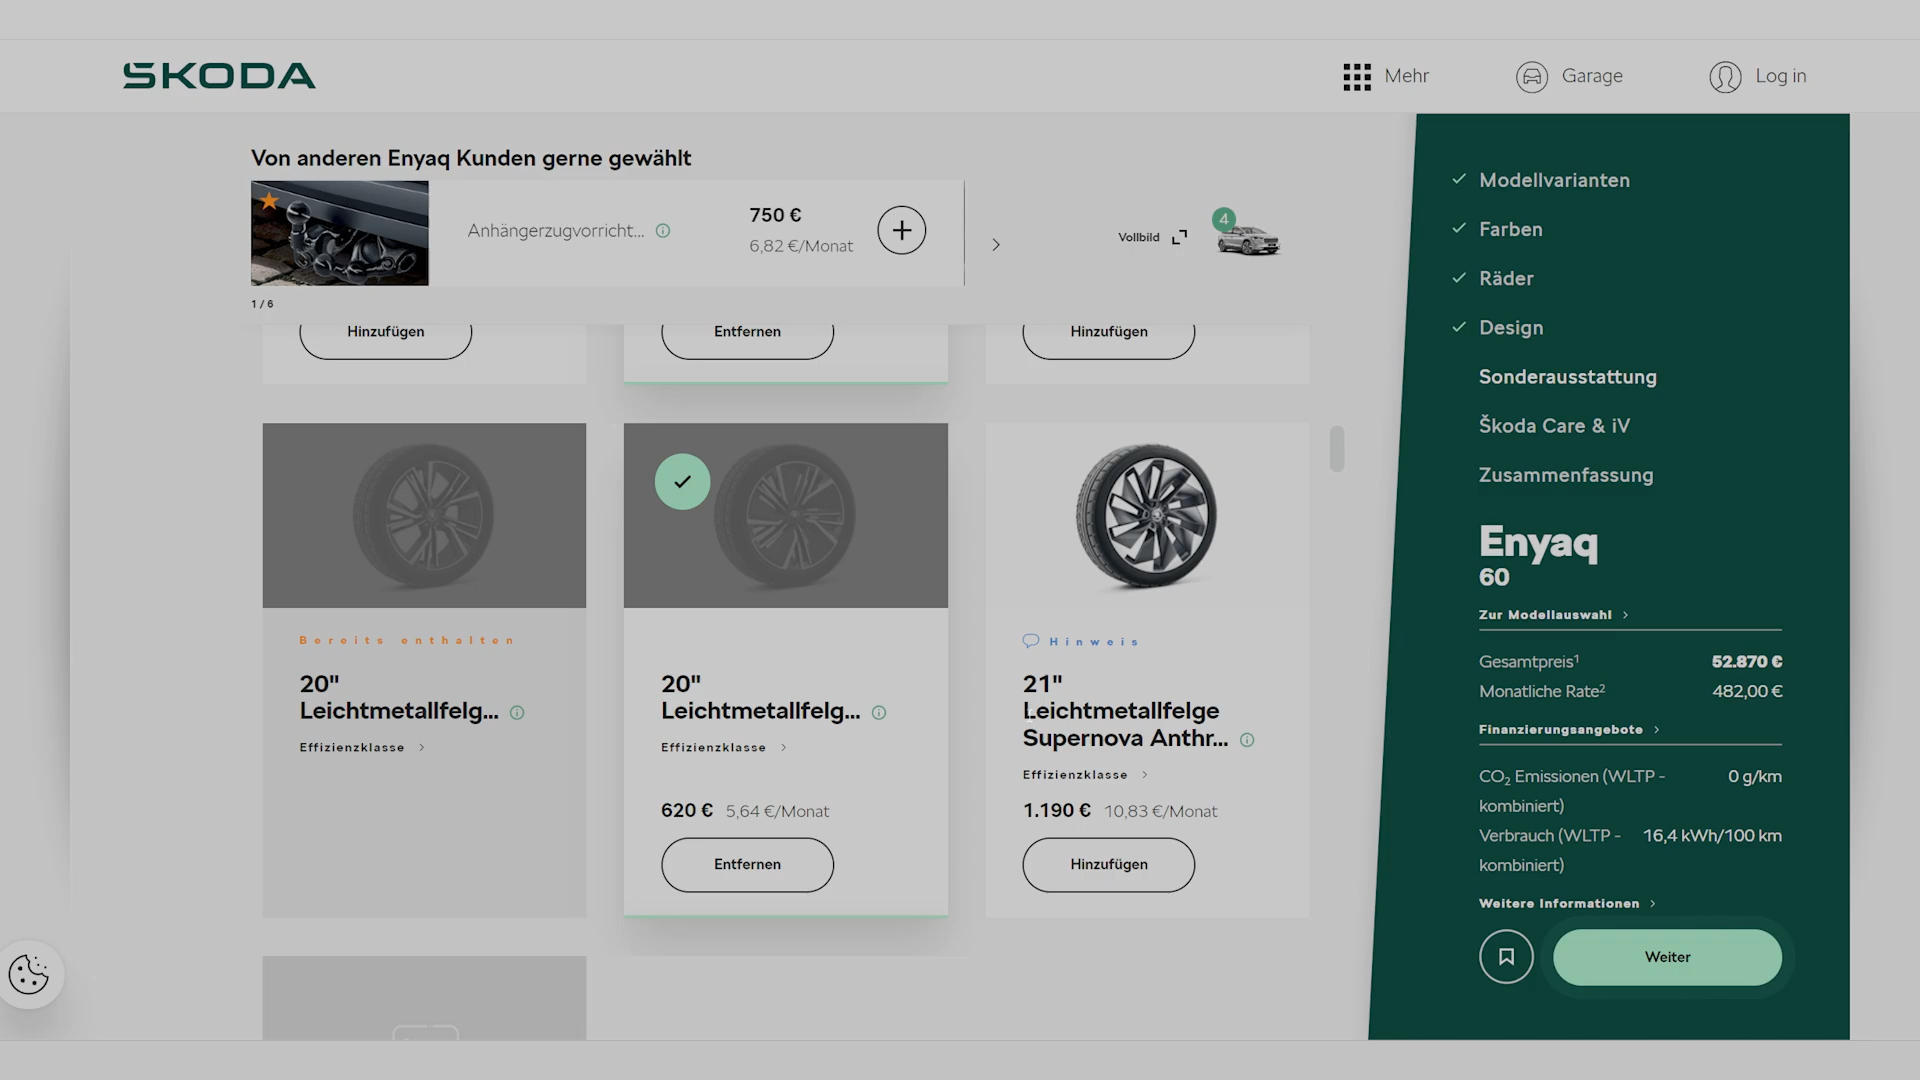 ŠKODA
Mehr
Garage
Log in
Von anderen Enyaq Kunden gerne gewählt
Anhängerzugvorricht...
750 €
6,82 €/Monat
1 / 6
Vollbild
4
Hinzufügen
Entfernen
Hinzufügen
Bereits enthalten
20"
Leichtmetallfelg...
Effizienzklasse
20"
Leichtmetallfelg...
Effizienzklasse
620 € 5,64 €/Monat
Entfernen
Hinweis
21"
Leichtmetallfelge
Supernova Anthr...
Effizienzklasse
1.190 € 10,83 €/Monat
Hinzufügen
Modellvarianten
Farben
Räder
Design
Sonderausstattung
Škoda Care & iV
Zusammenfassung
Enyaq
60
Zur Modellauswahl
Gesamtpreis¹ 52.870 €
Monatliche Rate² 482,00 €
Finanzierungsangebote
CO₂ Emissionen (WLTP - 0 g/km
kombiniert)
Verbrauch (WLTP - 16,4 kWh/100 km
kombiniert)
Weitere Informationen
Weiter